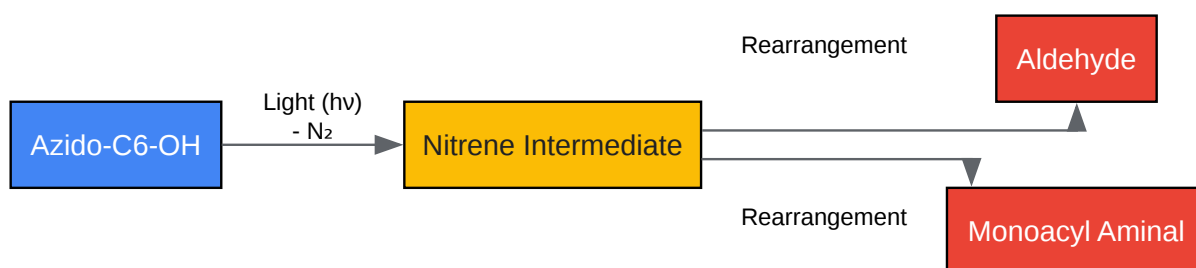 Rearrangement
Aldehyde
Light (hν)
- N₂
Azido-C6-OH
Nitrene Intermediate
Rearrangement
Monoacyl Aminal